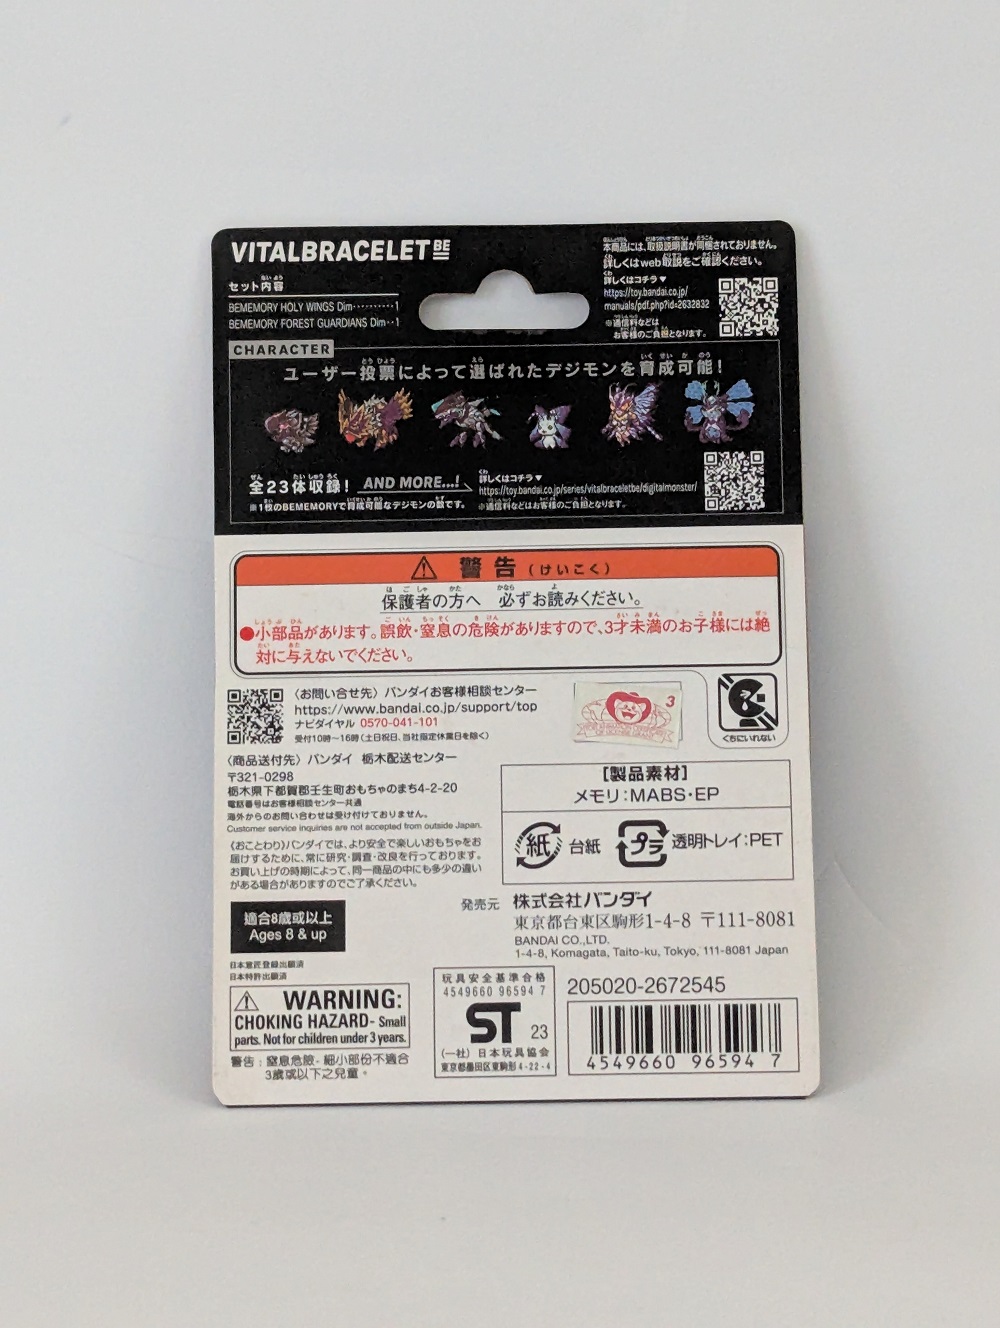 VITALBRACELET BE
セット内容
BEMEMORY HOLY WINGS Dim··········1
BEMEMORY FOREST GUARDIANS Dim··1
本商品には、取扱説明書が同梱されておりません。
詳しくはweb取説をご確認ください。
詳しくはコチラ▼
https://toy.bandai.co.jp/
manuals/pdf.php?id=2632832
※通信料などは
お客様のご負担となります。
CHARACTER
ユーザー投票によって選ばれたデジモンを育成可能！
全23体収録！ AND MORE...!
※1枚のBEMEMORYで育成可能なデジモンの数です。
詳しくはコチラ▼
https://toy.bandai.co.jp/series/vitalbraceletbe/digitalmonster/
※通信料などはお客様のご負担となります。
警告(けいこく)
保護者の方へ 必ずお読みください。
●小部品があります。誤飲・窒息の危険がありますので、3才未満のお子様には絶
対に与えないでください。
〈お問い合せ先〉バンダイお客様相談センター
https://www.bandai.co.jp/support/top
ナビダイヤル 0570-041-101
受付10時~16時(土日祝日、当社指定休業日を除く)
3
くちにいれない
〈商品送付先〉バンダイ 栃木配送センター
〒321-0298
栃木県下都賀郡壬生町おもちゃのまち4-2-20
電話番号はお客様相談センター共通
海外からのお問い合わせは受け付けておりません。
Customer service inquiries are not accepted from outside Japan.
〈おことわり〉バンダイでは、より安全で楽しいおもちゃをお
届けするために、常に研究・調査・改良を行っております。
お買い上げの時期によって、同一商品の中にも多少の違い
がある場合がありますのでご了承ください。
【製品素材】
メモリ：MABS・EP
紙 台紙 プラ 透明トレイ：PET
適合8歲或以上
Ages 8 & up
発売元 株式会社バンダイ
東京都台東区駒形1-4-8 〒111-8081
BANDAI CO.,LTD.
1-4-8, Komagata, Taito-ku, Tokyo, 111-8081 Japan
日本意匠登録出願済
日本特許出願済
WARNING:
CHOKING HAZARD- Small
parts. Not for children under 3 years.
警告：窒息危險- 細小部份不適合
3歲或以下之兒童。
玩具安全基準合格
4549660 96594 7
ST 23
(一社)日本玩具協会
東京都墨田区東駒形4-22-4
205020-2672545
4549660 96594 7